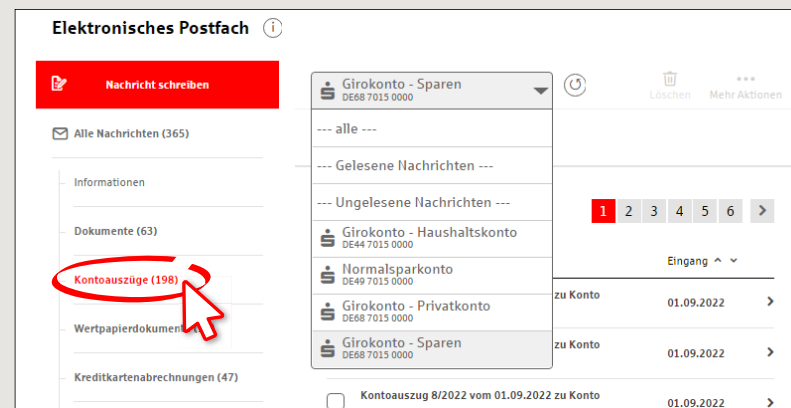 Elektronisches Postfach i
Nachricht schreiben
Alle Nachrichten (365)
Informationen
Dokumente (63)
Kontoauszüge (198)
Wertpapierdokumen
Kreditkartenabrechnungen (47)
Girokonto - Sparen
DE68 7015 0000
Löschen
Mehr Aktionen
--- alle ---
--- Gelesene Nachrichten ---
--- Ungelesene Nachrichten ---
Girokonto - Haushaltskonto
DE44 7015 0000
Normalsparkonto
DE49 7015 0000
Girokonto - Privatkonto
DE68 7015 0000
Girokonto - Sparen
DE68 7015 0000
1 2 3 4 5 6
Eingang
zu Konto
01.09.2022
zu Konto
01.09.2022
Kontoauszug 8/2022 vom 01.09.2022 zu Konto
01.09.2022